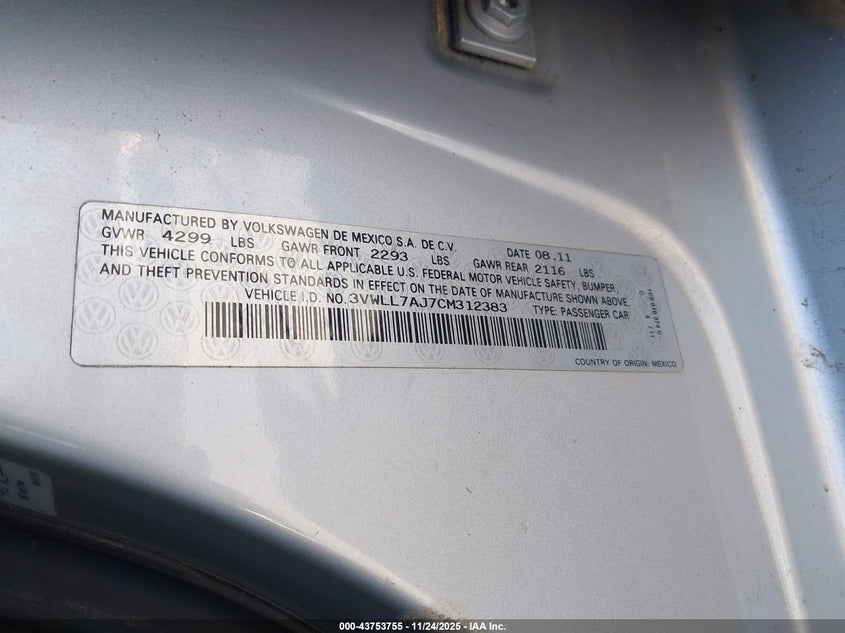 MANUFACTURED BY VOLKSWAGEN DE MEXICO S.A. DE C.V. DATE 08.11
GVWR 4299 LBS GAWR FRONT 2293 LBS GAWR REAR 2116 LBS
THIS VEHICLE CONFORMS TO ALL APPLICABLE U.S. FEDERAL MOTOR VEHICLE SAFETY, BUMPER,
AND THEFT PREVENTION STANDARDS IN EFFECT ON THE DATE OF MANUFACTURE SHOWN ABOVE.
VEHICLE I.D. NO. 3VWLL7AJ7CM312383 TYPE: PASSENGER CAR
COUNTRY OF ORIGIN: MEXICO
000-43753755 - 11/24/2025 - IAA Inc.